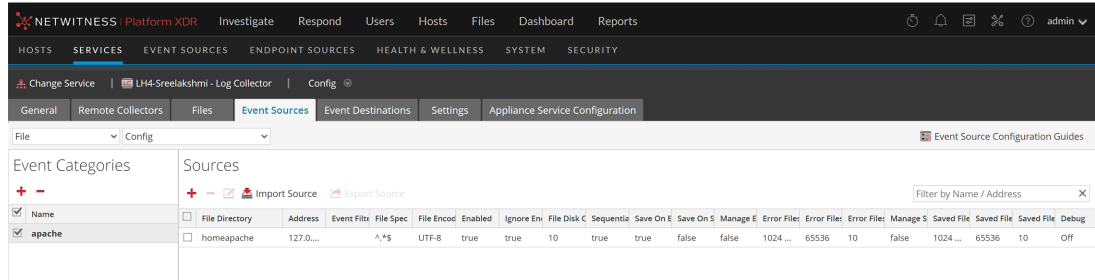 NETWITNESS Platform XDR Investigate Respond Users Hosts Files Dashboard Reports admin
HOSTS SERVICES EVENT SOURCES ENDPOINT SOURCES HEALTH & WELLNESS SYSTEM SECURITY
Change Service | LH4-Sreelakshmi - Log Collector | Config
General Remote Collectors Files Event Sources Event Destinations Settings Appliance Service Configuration
File Config Event Source Configuration Guides
Event Categories
Name
apache
Sources
Import Source Export Source Filter by Name / Address
File Directory Address Event Filte File Spec File Encod Enabled Ignore En File Disk Q Sequentia Save On E Save On S Manage E Error Files Error Files Error Files Manage S Saved File Saved File Saved File Debug
homeapache 127.0.... ^.*$ UTF-8 true true 10 true true false false 1024 ... 65536 10 false 1024 ... 65536 10 Off